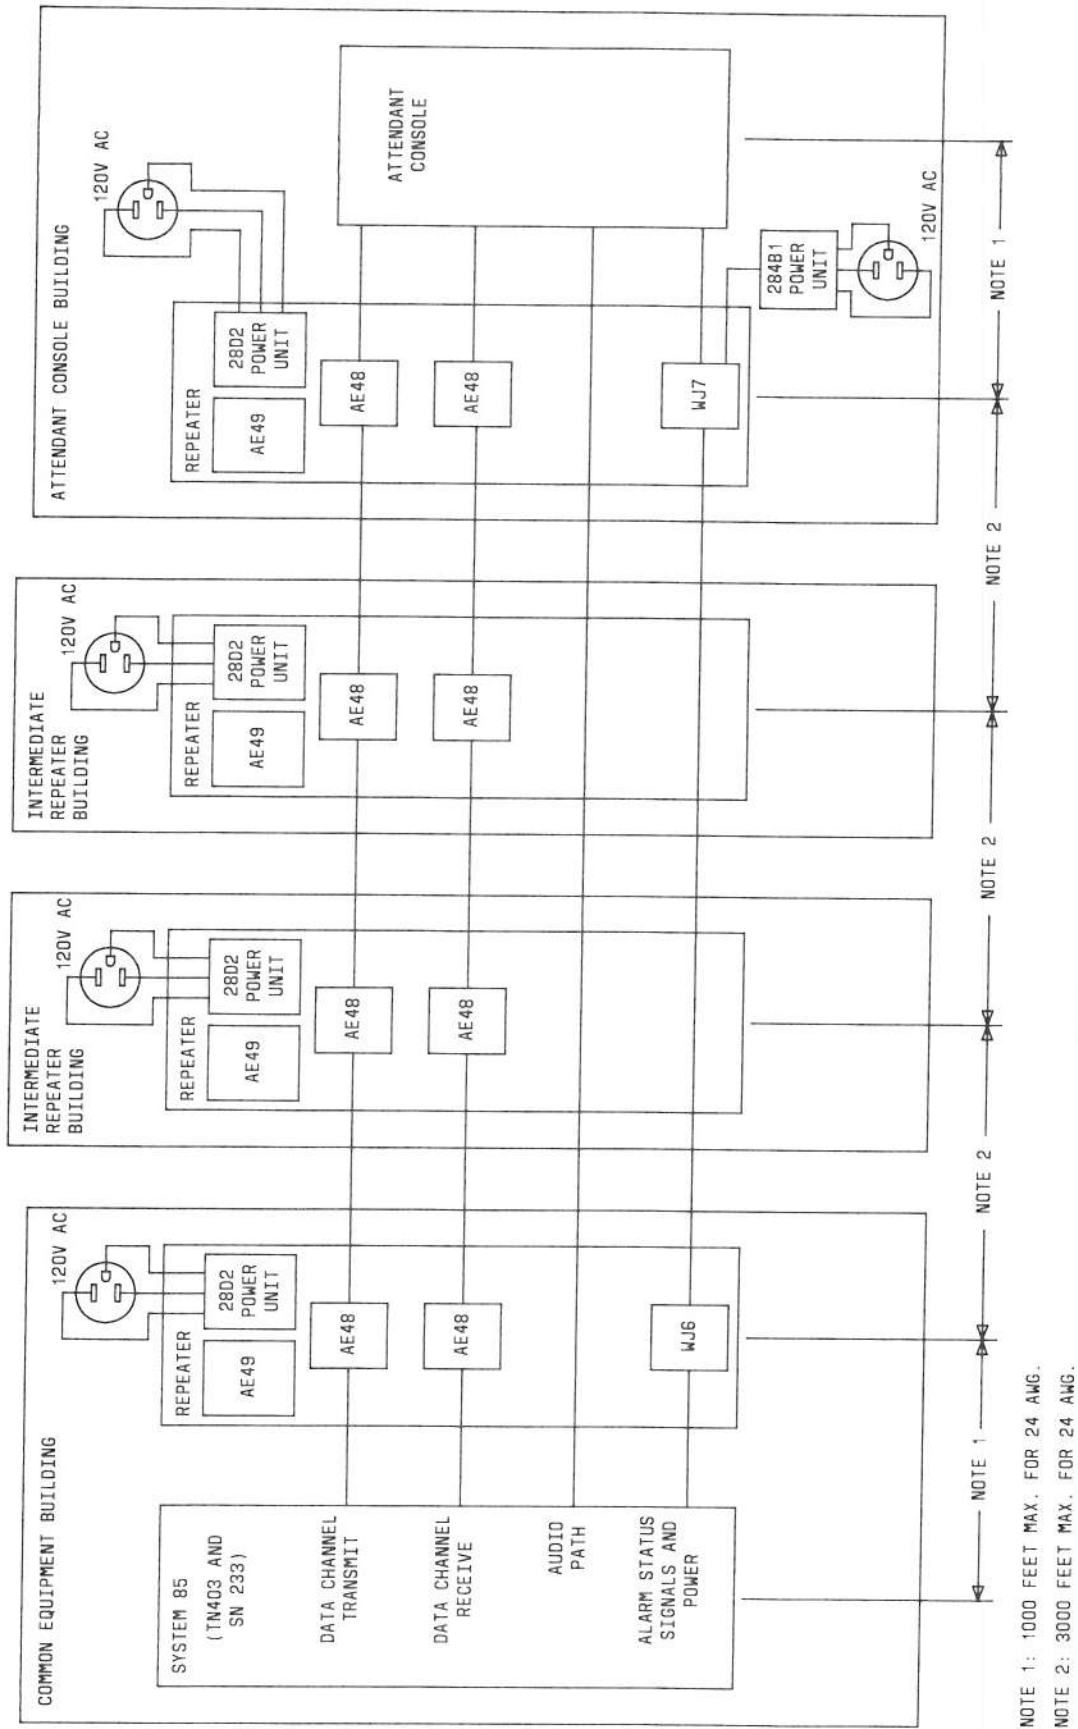 COMMON EQUIPMENT BUILDING
SYSTEM 85
(TN403 AND
SN 233)
DATA CHANNEL
TRANSMIT
DATA CHANNEL
RECEIVE
AUDIO
PATH
ALARM STATUS
SIGNALS AND
POWER
120V AC
REPEATER
AE49
28D2
POWER
UNIT
AE48
AE48
WJ6
INTERMEDIATE
REPEATER
BUILDING
120V AC
REPEATER
AE49
28D2
POWER
UNIT
AE48
AE48
INTERMEDIATE
REPEATER
BUILDING
120V AC
REPEATER
AE49
28D2
POWER
UNIT
AE48
AE48
ATTENDANT CONSOLE BUILDING
120V AC
REPEATER
AE49
28D2
POWER
UNIT
AE48
AE48
WJ7
ATTENDANT
CONSOLE
284B1
POWER
UNIT
120V AC
NOTE 1
NOTE 2
NOTE 2
NOTE 2
NOTE 1
NOTE 1: 1000 FEET MAX. FOR 24 AWG.
NOTE 2: 3000 FEET MAX. FOR 24 AWG.